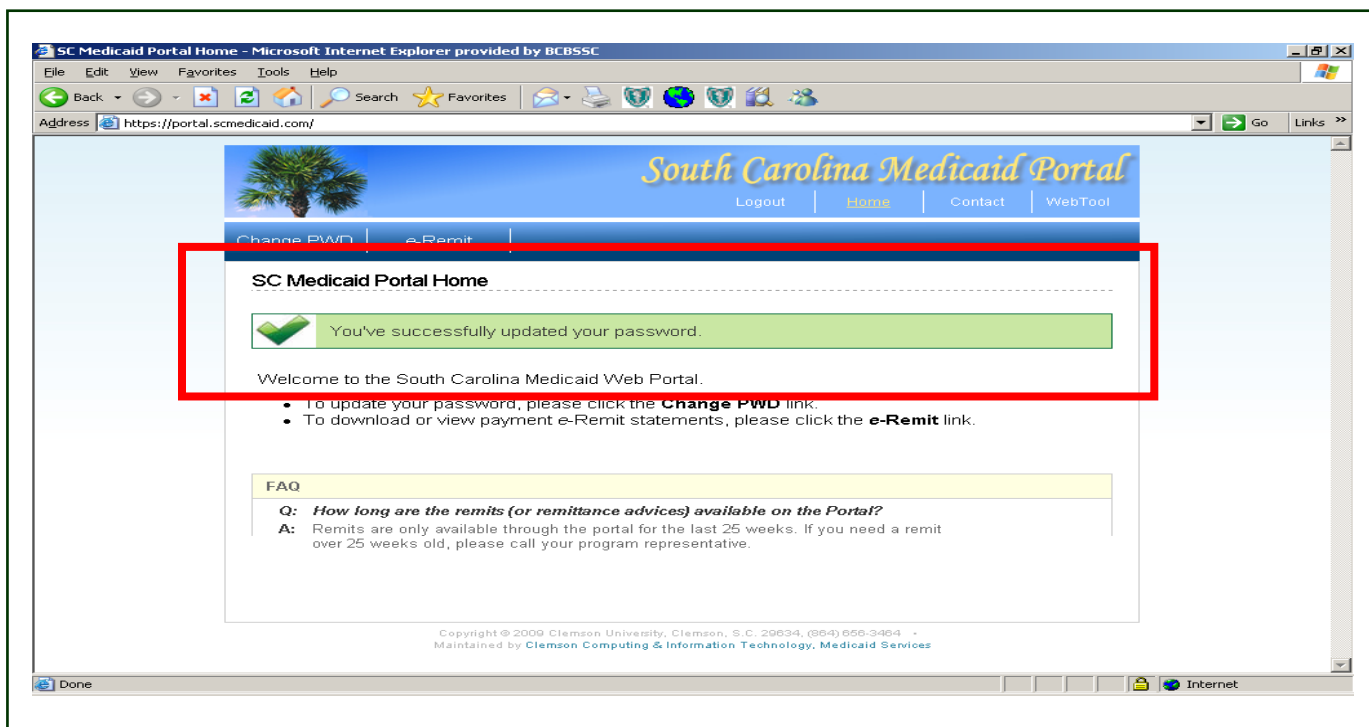 SC Medicaid Portal Home - Microsoft Internet Explorer provided by BCBSSC
File Edit View Favorites Tools Help
Back Search Favorites
Address https://portal.scmedicaid.com/ Go Links »
South Carolina Medicaid Portal
Logout Home Contact WebTool
Change PWD e-Remit
SC Medicaid Portal Home
You've successfully updated your password.
Welcome to the South Carolina Medicaid Web Portal.
• To update your password, please click the Change PWD link.
• To download or view payment e-Remit statements, please click the e-Remit link.
FAQ
Q: How long are the remits (or remittance advices) available on the Portal?
A: Remits are only available through the portal for the last 25 weeks. If you need a remit
over 25 weeks old, please call your program representative.
Copyright © 2009 Clemson University, Clemson, S.C. 29634, (864) 656-3464 •
Maintained by Clemson Computing & Information Technology, Medicaid Services
Done Internet